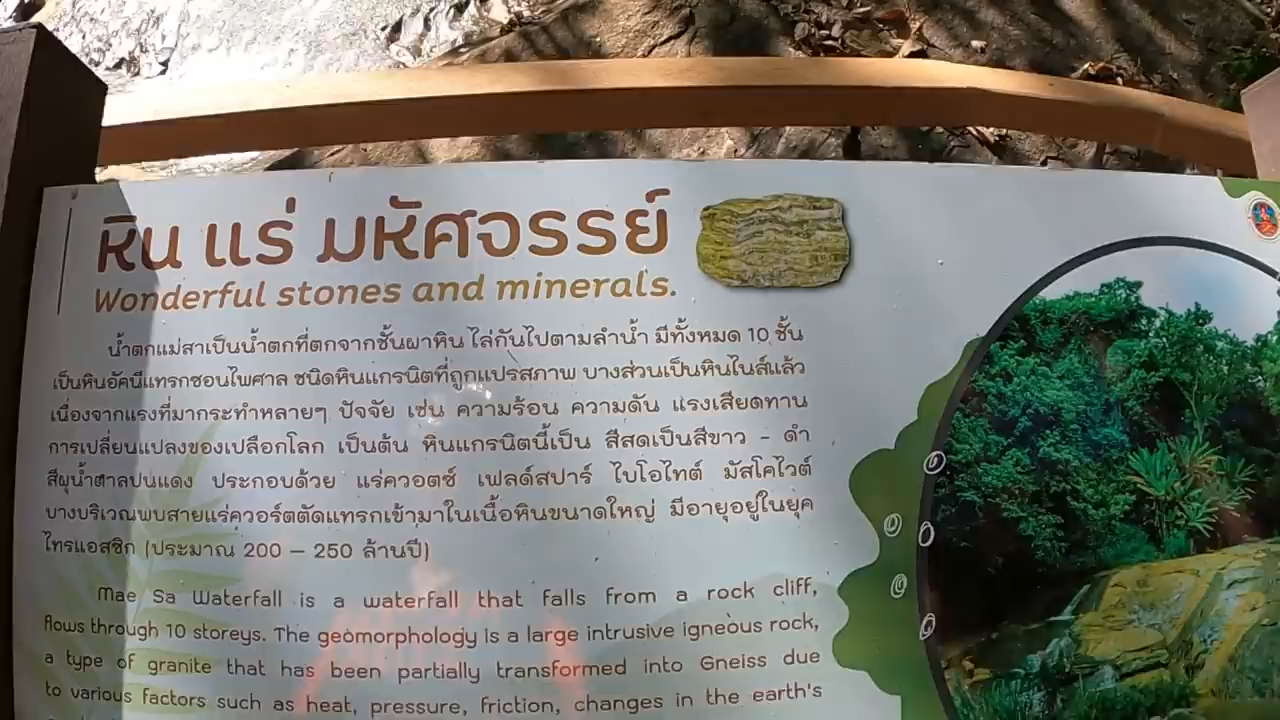 หิน แร่ มหัศจรรย์
Wonderful stones and minerals.
น้ำตกแม่สาเป็นน้ำตกที่ตกจากชั้นผาหิน ไล่กันไปตามลำน้ำ มีทั้งหมด 10 ชั้น
เป็นหินอัคนีแทรกซอนไพศาล ชนิดหินแกรนิตที่ถูกแปรสภาพ บางส่วนเป็นหินไนส์แล้ว
เนื่องจากแรงที่มากระทำหลายๆ ปัจจัย เช่น ความร้อน ความดัน แรงเสียดทาน
การเปลี่ยนแปลงของเปลือกโลก เป็นต้น หินแกรนิตนี้เป็น สีสดเป็นสีขาว - ดำ
สีผุน้ำตาลปนแดง ประกอบด้วย แร่ควอตซ์ เฟลด์สปาร์ ไบโอไทต์ มัสโคไวต์
บางบริเวณพบสายแร่ควอร์ตตัดแทรกเข้ามาในเนื้อหินขนาดใหญ่ มีอายุอยู่ในยุค
ไทรแอสซิก (ประมาณ 200 – 250 ล้านปี)
Mae Sa Waterfall is a waterfall that falls from a rock cliff,
flows through 10 storeys. The geomorphology is a large intrusive igneous rock,
a type of granite that has been partially transformed into Gneiss due
to various factors such as heat, pressure, friction, changes in the earth's